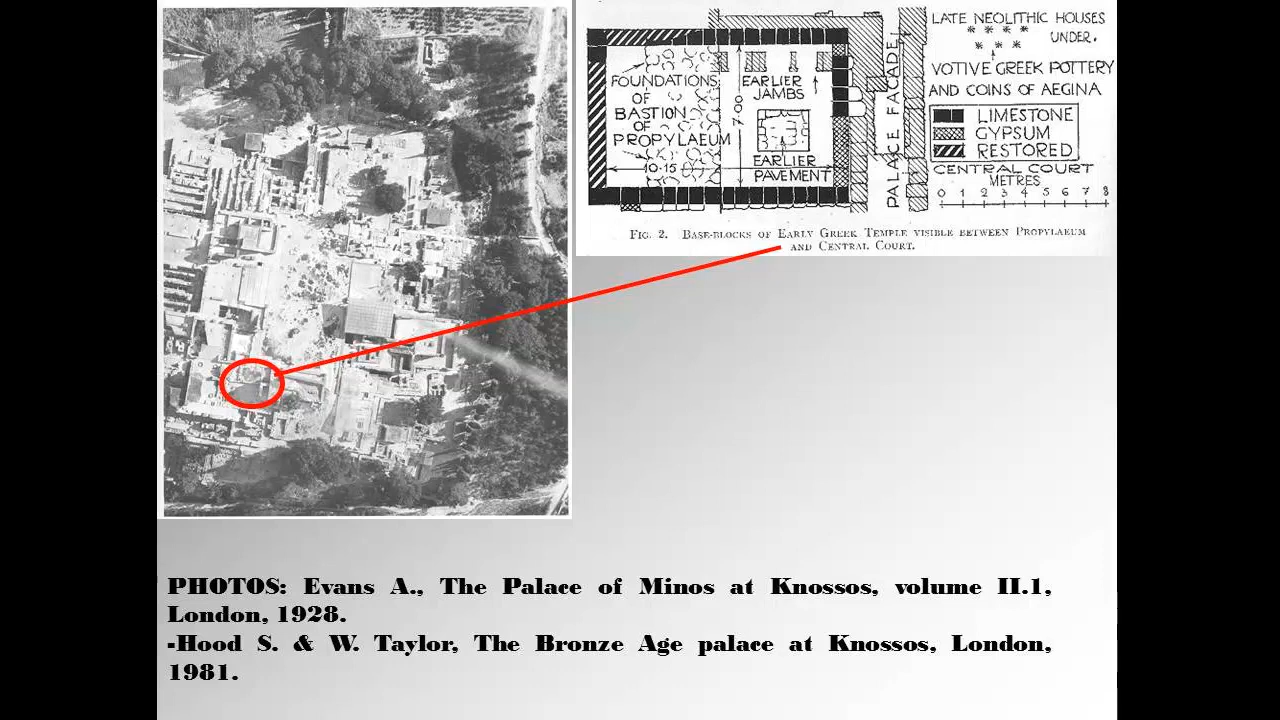 LATE NEOLITHIC HOUSES
UNDER.
VOTIVE GREEK POTTERY
AND COINS OF AEGINA
FOUNDATIONS
OF
BASTION
OF
PROPYLAEUM
10·15
7·00
EARLIER
JAMBS
EARLIER
PAVEMENT
PALACE FACADE
LIMESTONE
GYPSUM
RESTORED
CENTRAL COURT
METRES
0 1 2 3 4 5 6 7 8
FIG. 2. BASE-BLOCKS OF EARLY GREEK TEMPLE VISIBLE BETWEEN PROPYLAEUM
AND CENTRAL COURT.
PHOTOS: Evans A., The Palace of Minos at Knossos, volume II.1,
London, 1928.
-Hood S. & W. Taylor, The Bronze Age palace at Knossos, London,
1981.